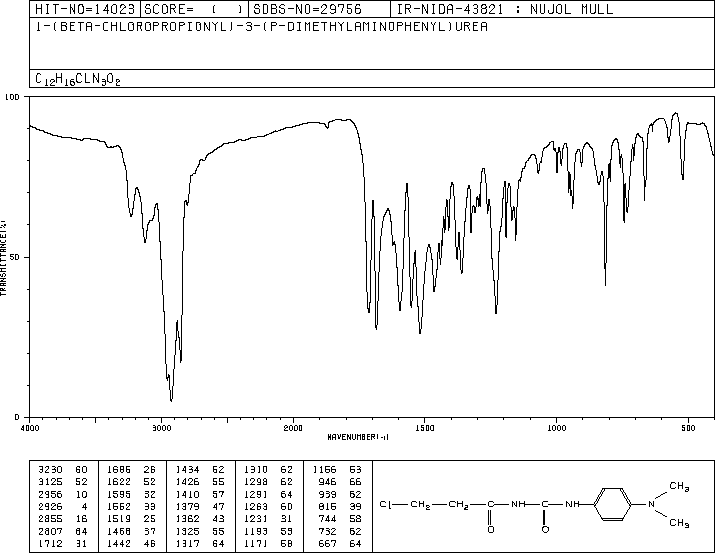 HIT-NO=14023 SCORE= ( ) SDBS-NO=29756 IR-NIDA-43821 : NUJOL MULL
1-(BETA-CHLOROPROPIONYL)-3-(P-DIMETHYLAMINOPHENYL)UREA
C12H16CLN3O2
100
50
0
TRANSMITTANCE(%)
4000 3000 2000 1500 1000 500
WAVENUMBER(-1)
3230 60 1686 26 1434 62 1310 62 1156 53
3125 52 1622 52 1426 55 1298 62 946 66
2956 10 1595 32 1410 57 1291 64 939 62
2926 4 1552 33 1379 47 1263 60 816 39
2855 16 1519 25 1362 43 1231 31 744 58
2807 64 1468 37 1325 55 1193 53 732 62
1712 31 1442 46 1317 64 1171 58 667 64
Cl CH2 CH2 C NH C NH N CH3
O O CH3